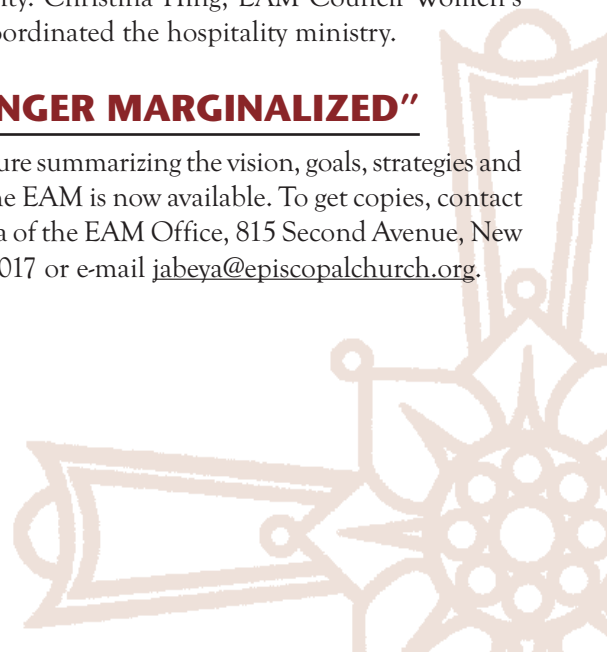 Christina Hing, EAM Council Women's
oordinated the hospitality ministry.
NGER MARGINALIZED”
ure summarizing the vision, goals, strategies and
ne EAM is now available. To get copies, contact
a of the EAM Office, 815 Second Avenue, New
017 or e-mail jabeya@episcopalchurch.org.